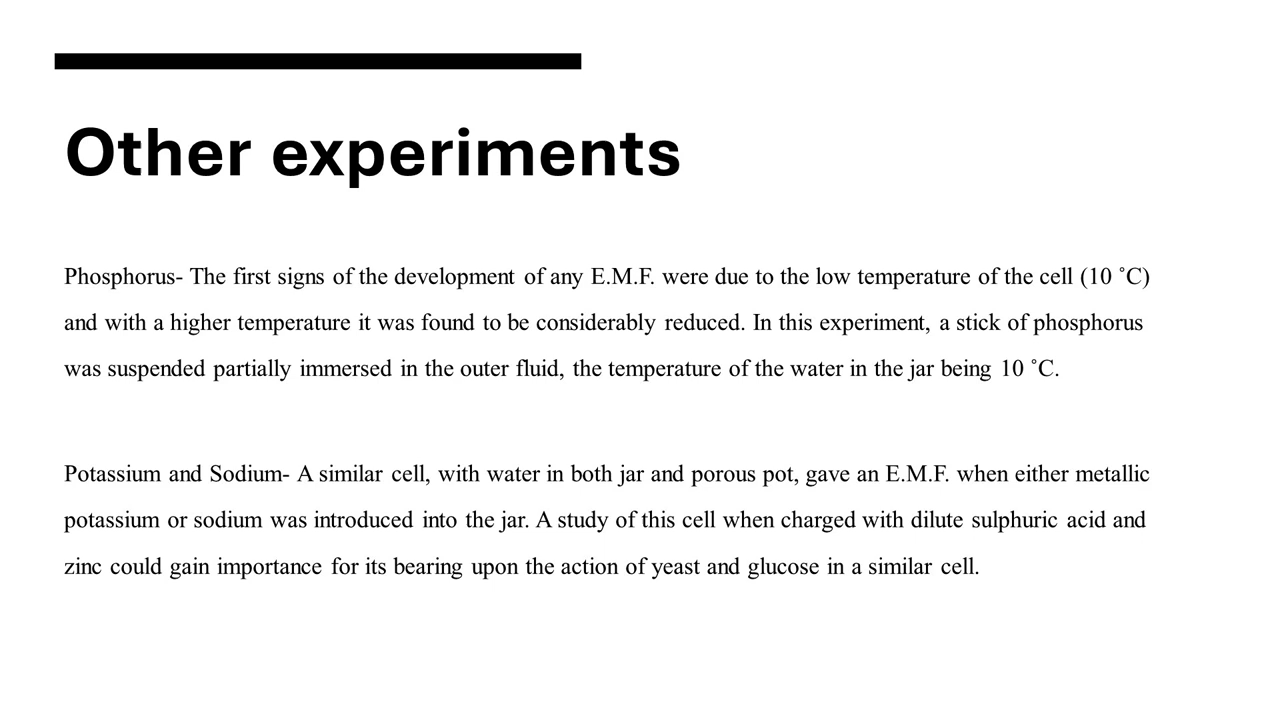 Other experiments
Phosphorus- The first signs of the development of any E.M.F. were due to the low temperature of the cell (10 ˚C)
and with a higher temperature it was found to be considerably reduced. In this experiment, a stick of phosphorus
was suspended partially immersed in the outer fluid, the temperature of the water in the jar being 10 ˚C.
Potassium and Sodium- A similar cell, with water in both jar and porous pot, gave an E.M.F. when either metallic
potassium or sodium was introduced into the jar. A study of this cell when charged with dilute sulphuric acid and
zinc could gain importance for its bearing upon the action of yeast and glucose in a similar cell.